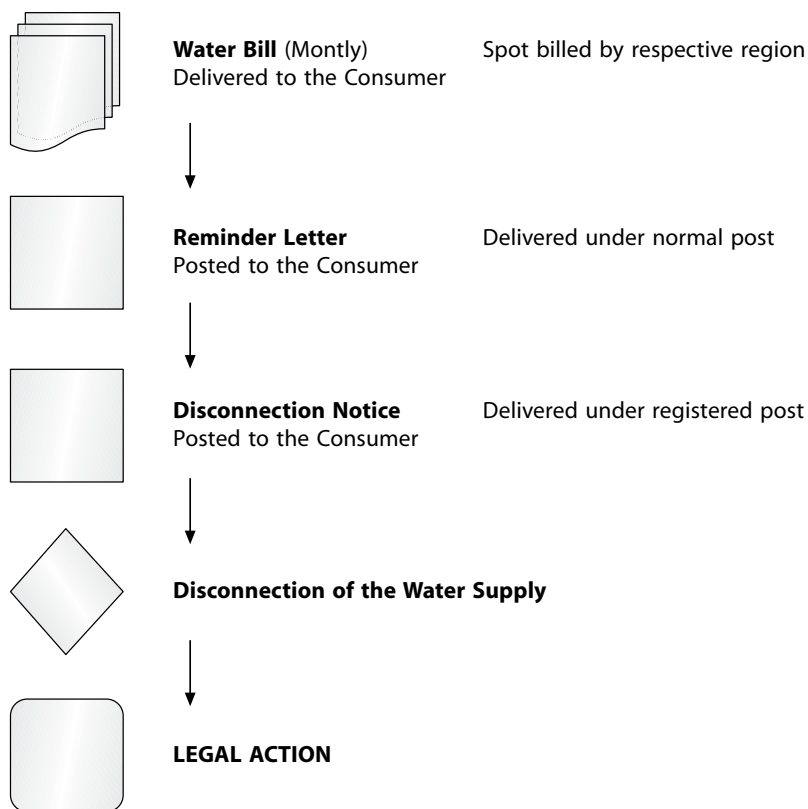 Water Bill (Montly) Spot billed by respective region
Delivered to the Consumer
Reminder Letter Delivered under normal post
Posted to the Consumer
Disconnection Notice Delivered under registered post
Posted to the Consumer
Disconnection of the Water Supply
LEGAL ACTION